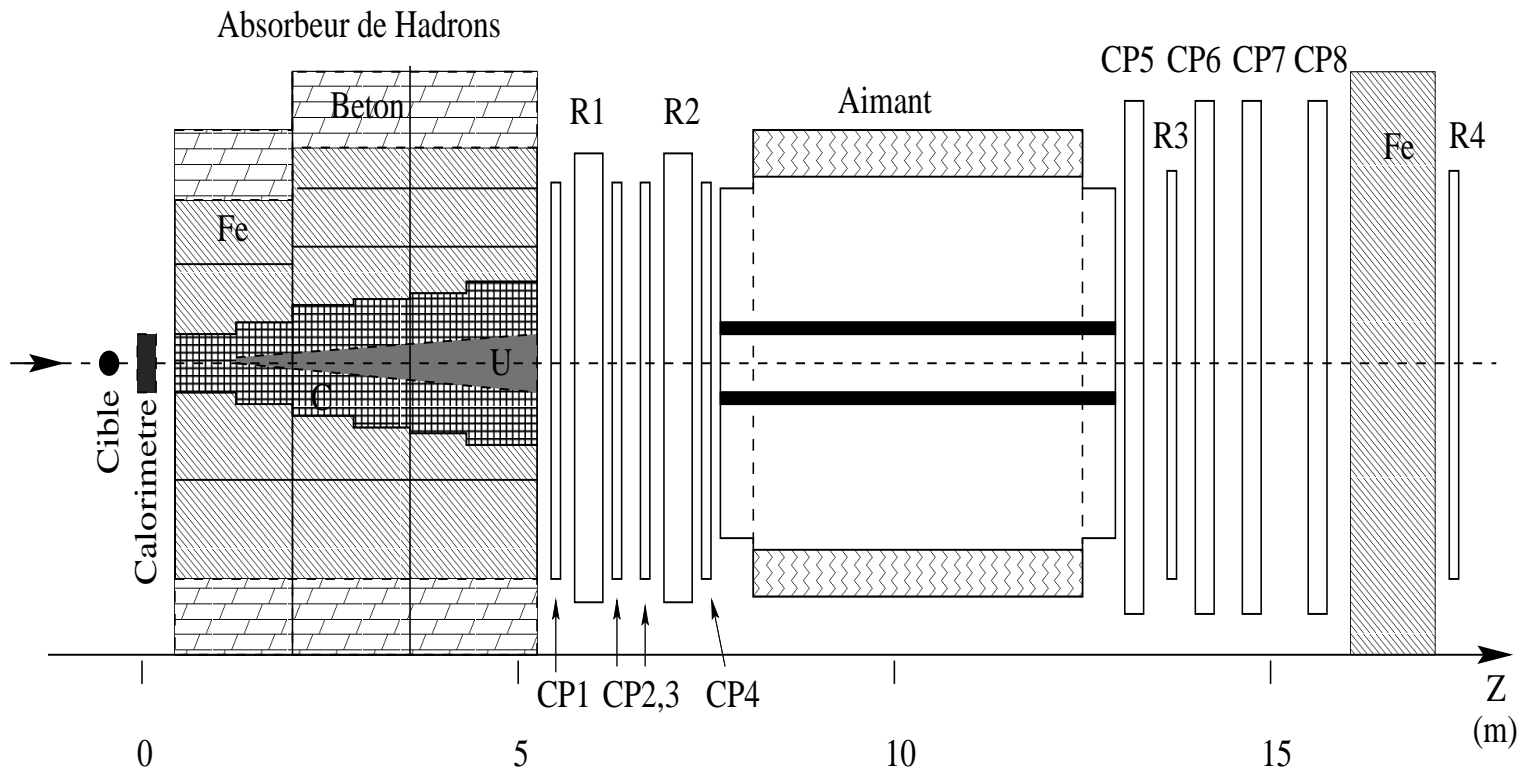 Absorbeur de Hadrons
CP5 CP6 CP7 CP8
Beton
R1
R2
Aimant
R3
Fe
R4
Fe
U
C
Cible
Calorimetre
CP1 CP2,3 CP4
Z
(m)
0 5 10 15